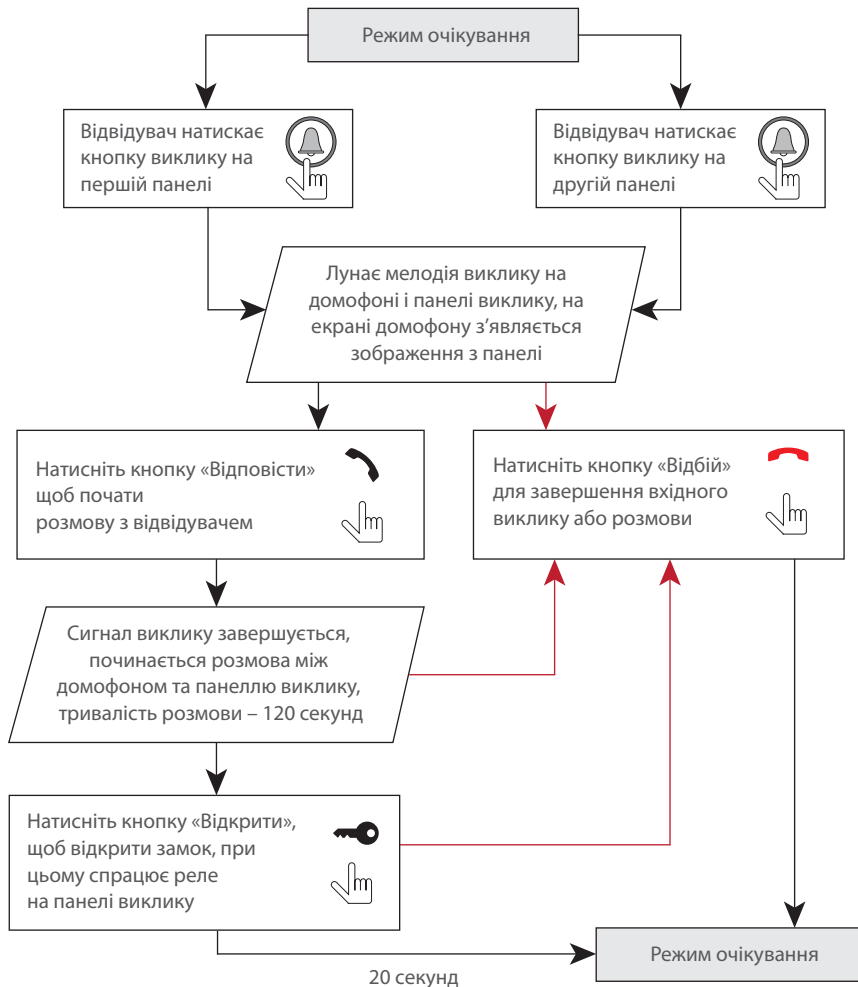 Режим очікування
Відвідувач натискає
кнопку виклику на
першій панелі
Відвідувач натискає
кнопку виклику на
другій панелі
Лунає мелодія виклику на
домофоні і панелі виклику, на
екрані домофону з’являється
зображення з панелі
Натисніть кнопку «Відповісти»
щоб почати
розмову з відвідувачем
Натисніть кнопку «Відбій»
для завершення вхідного
виклику або розмови
Сигнал виклику завершується,
починається розмова між
домофоном та панеллю виклику,
тривалість розмови – 120 секунд
Натисніть кнопку «Відкрити»,
щоб відкрити замок, при
цьому спрацює реле
на панелі виклику
Режим очікування
20 секунд